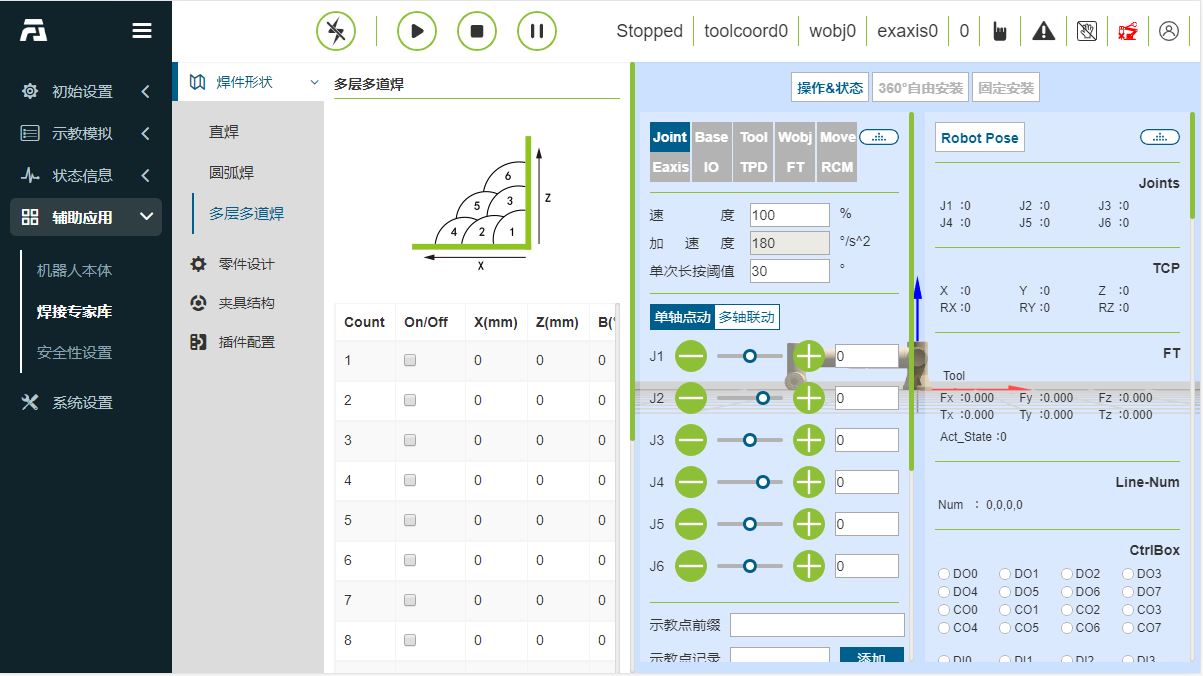 Stopped toolcoord0 wobj0 exaxis0 0
初始设置
示教模拟
状态信息
辅助应用
机器人本体
焊接专家库
安全性设置
系统设置
焊件形状
直焊
圆弧焊
多层多道焊
零件设计
夹具结构
插件配置
多层多道焊
6
5 3
4 2 1
Z
X
Count On/Off X(mm) Z(mm) B(°
1 0 0 0
2 0 0 0
3 0 0 0
4 0 0 0
5 0 0 0
6 0 0 0
7 0 0 0
8 0 0 0
操作&状态 360°自由安装 固定安装
Joint Base Tool Wobj Move
Eaxis IO TPD FT RCM
速 度 100 %
加 速 度 180 °/s^2
单次长按阈值 30 °
单轴点动 多轴联动
J1 0
J2 0
J3 0
J4 0
J5 0
J6 0
示教点前缀
示教点记录 添加
Robot Pose
Joints
J1 :0 J2 :0 J3 :0
J4 :0 J5 :0 J6 :0
TCP
X :0 Y :0 Z :0
RX :0 RY :0 RZ :0
FT
Tool
Fx :0.000 Fy :0.000 Fz :0.000
Tx :0.000 Ty :0.000 Tz :0.000
Act_State :0
Line-Num
Num : 0,0,0,0
CtrlBox
DO0 DO1 DO2 DO3
DO4 DO5 DO6 DO7
CO0 CO1 CO2 CO3
CO4 CO5 CO6 CO7
DI0 DI1 DI2 DI3